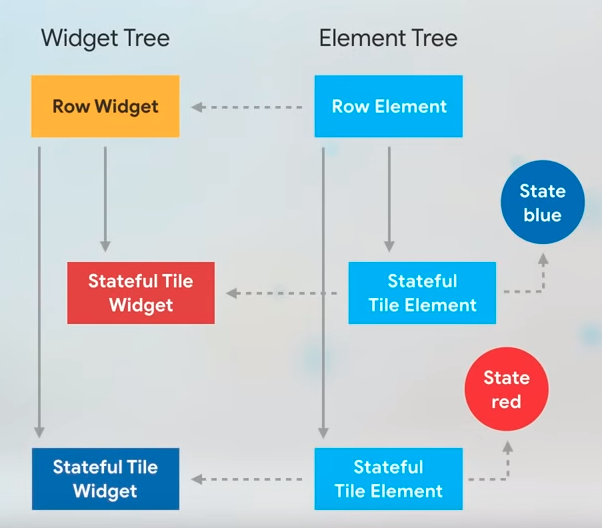 Widget Tree
Element Tree
Row Widget
Row Element
State
blue
Stateful Tile
Widget
Stateful
Tile Element
State
red
Stateful Tile
Widget
Stateful
Tile Element